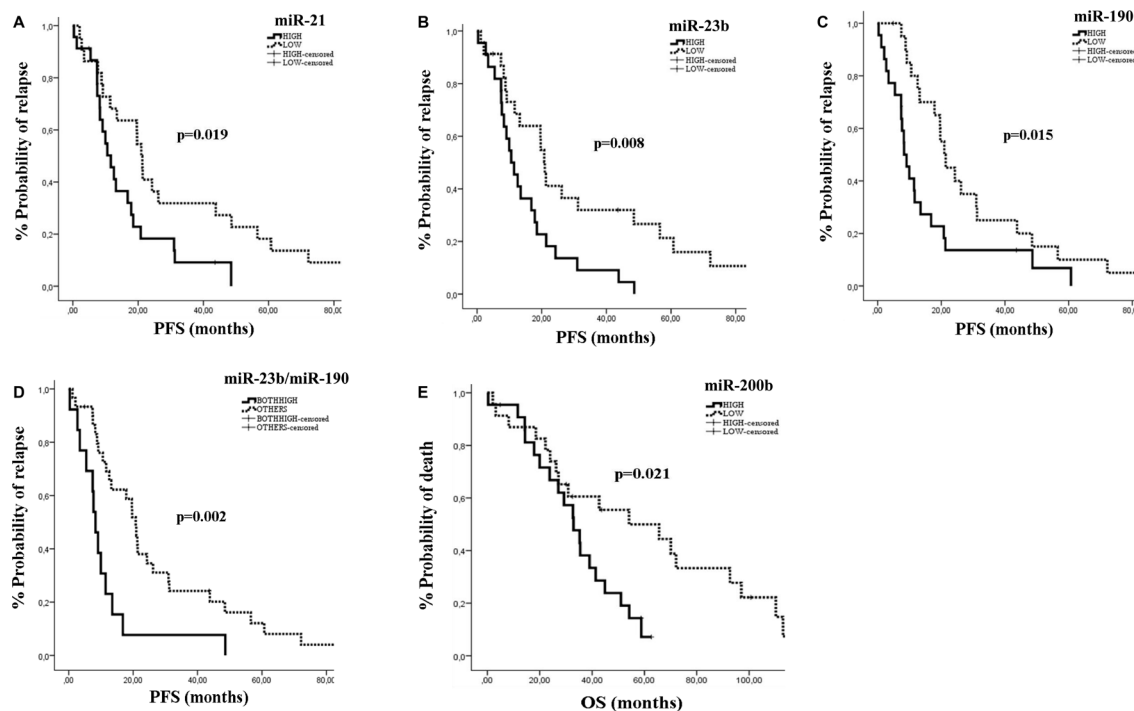 A
miR-21
HIGH
LOW
HIGH-censored
LOW-censored
p=0.019
% Probability of relapse
1,0
0,8
0,6
0,4
0,2
0,0
,00
20,00
40,00
60,00
80,00
PFS (months)
B
miR-23b
HIGH
LOW
HIGH-censored
LOW-censored
p=0.008
% Probability of relapse
1,0
0,8
0,6
0,4
0,2
0,0
,00
20,00
40,00
60,00
80,00
PFS (months)
C
miR-190
HIGH
LOW
HIGH-censored
LOW-censored
p=0.015
% Probability of relapse
1,0
0,8
0,6
0,4
0,2
0,0
,00
20,00
40,00
60,00
80,00
PFS (months)
D
miR-23b/miR-190
BOTHHIGH
OTHERS
BOTHHIGH-censored
OTHERS-censored
p=0.002
% Probability of relapse
1,0
0,8
0,6
0,4
0,2
0,0
,00
20,00
40,00
60,00
80,00
PFS (months)
E
miR-200b
HIGH
LOW
HIGH-censored
LOW-censored
p=0.021
% Probability of death
1,0
0,8
0,6
0,4
0,2
0,0
,00
20,00
40,00
60,00
80,00
100,00
OS (months)